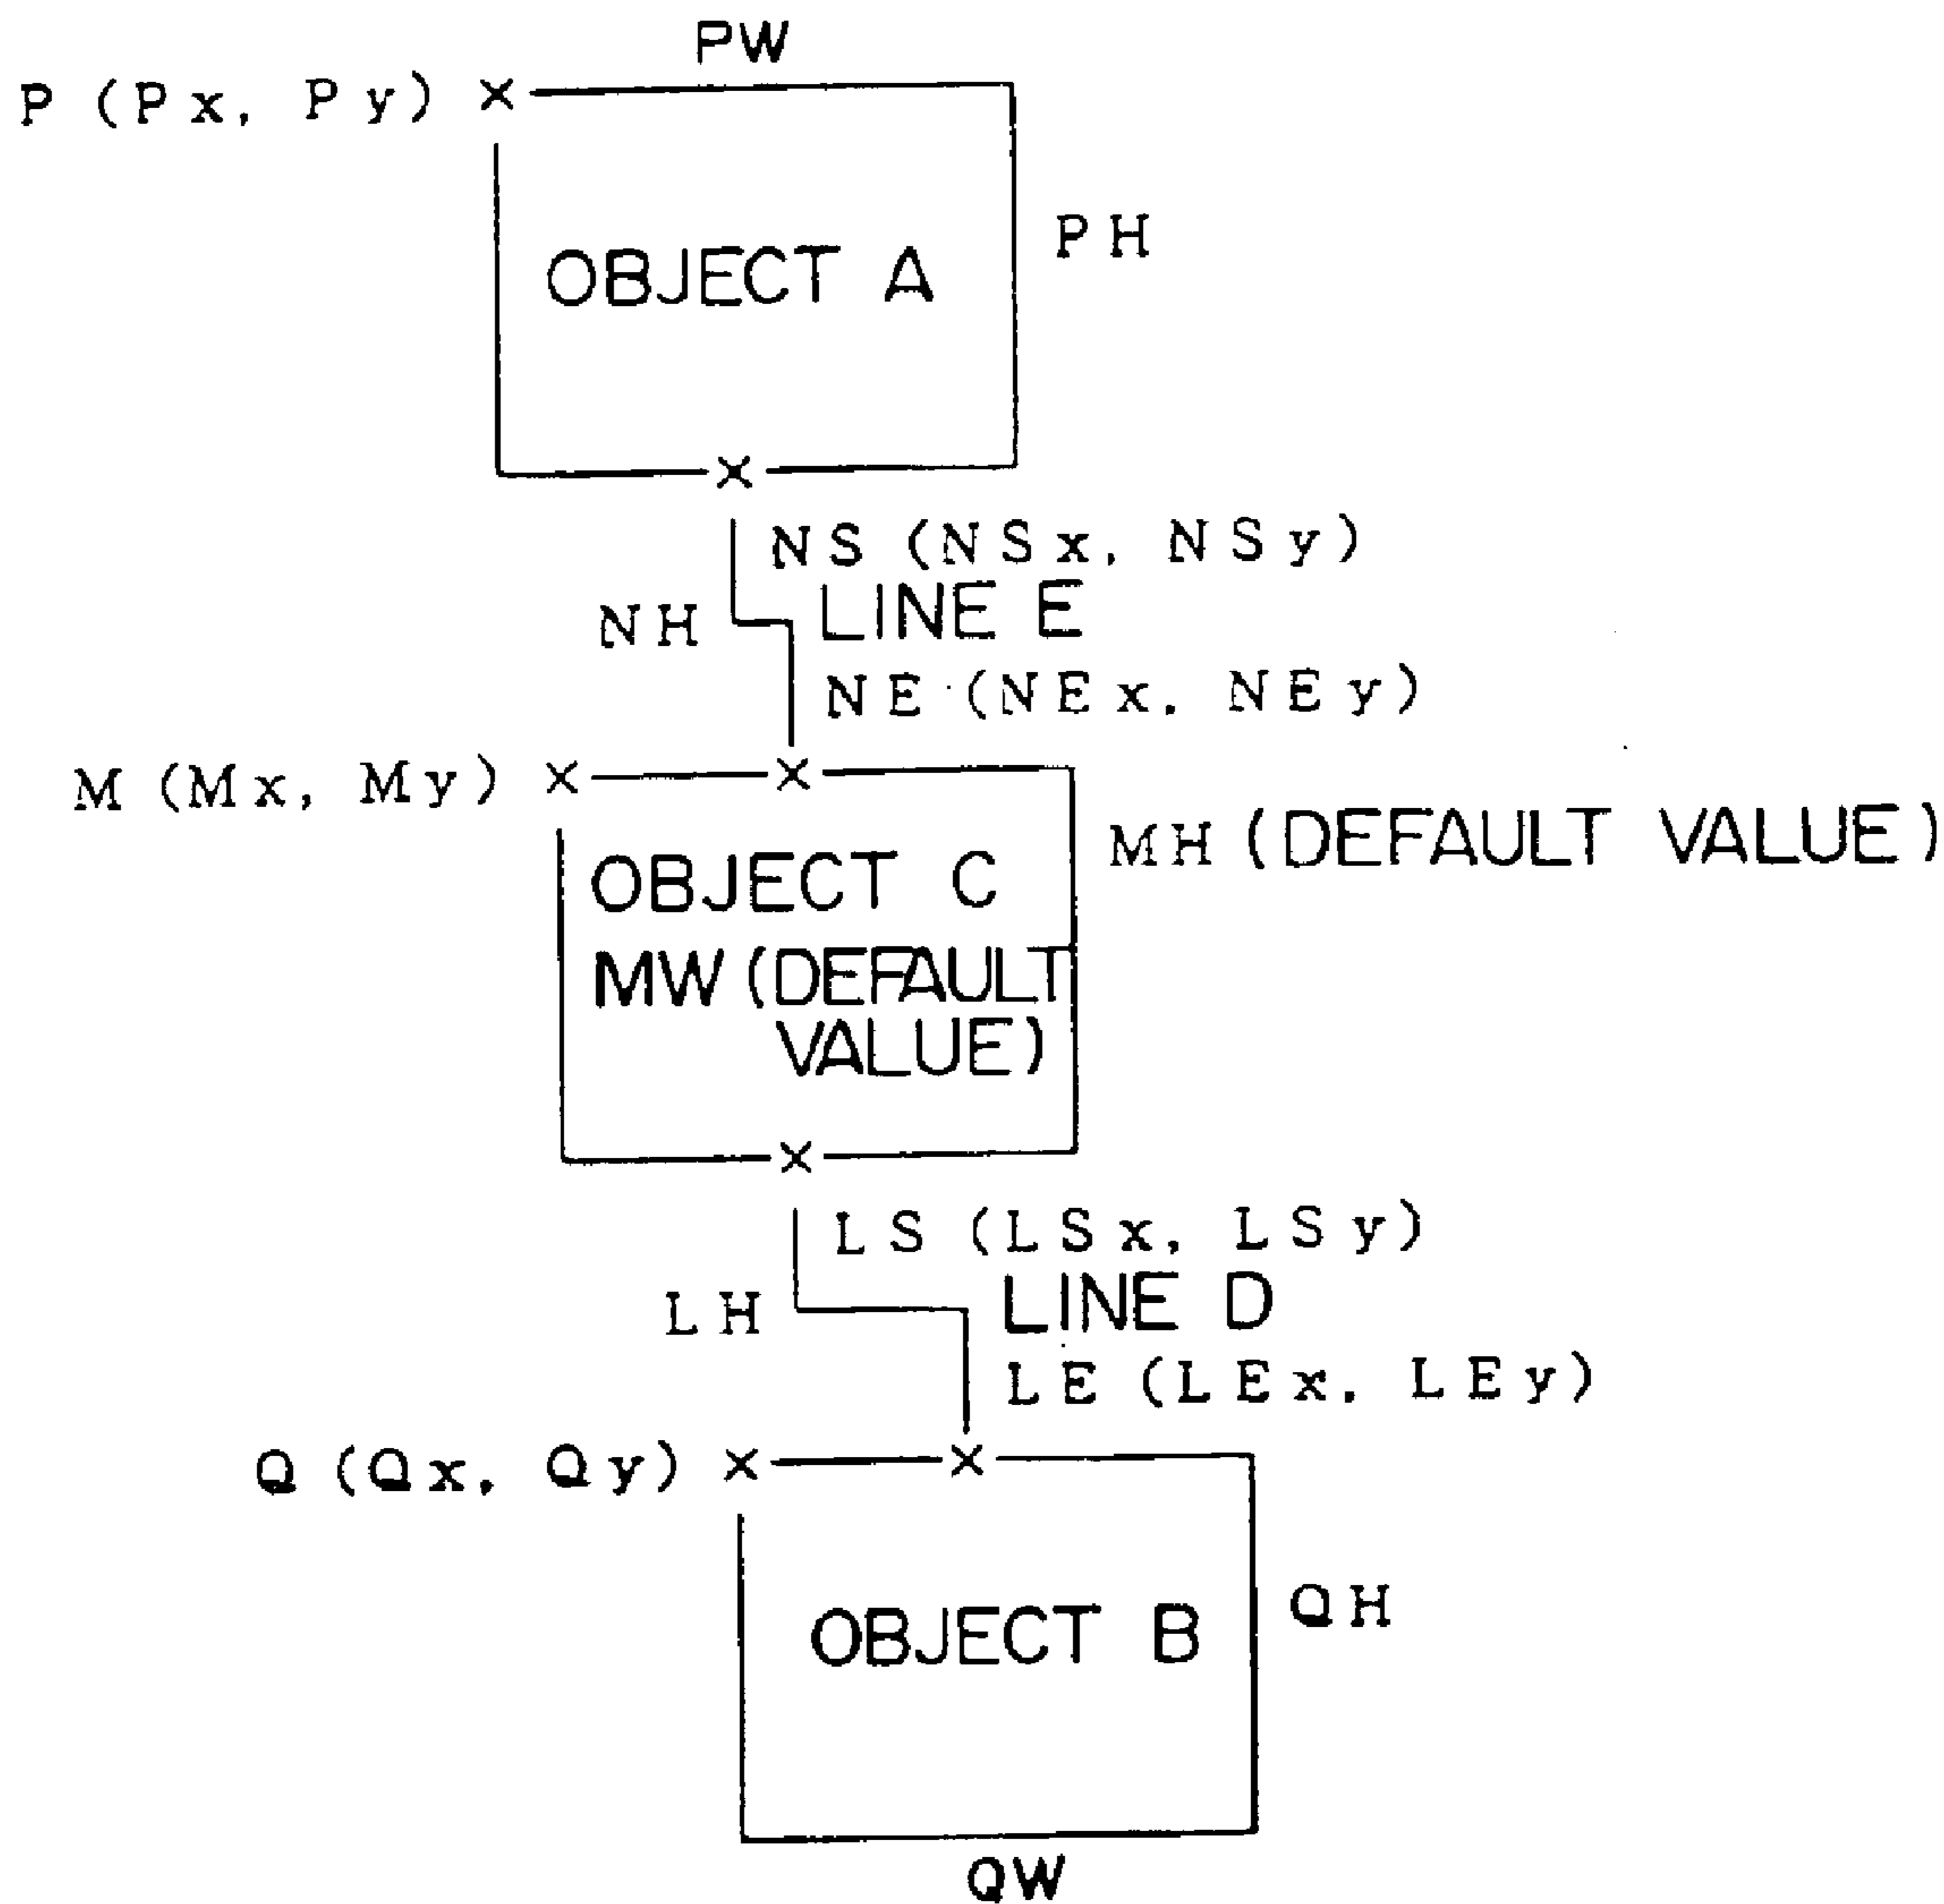 PW
P (Px, Py)
PH
OBJECT A
NS (NSx, NSy)
NH
LINE E
NE (NEx, NEy)
M (Mx, My)
MH (DEFAULT VALUE)
OBJECT C
MW (DEFAULT
VALUE)
LS (LSx, LSy)
LH
LINE D
LE (LEx, LEy)
Q (Qx, Qy)
QH
OBJECT B
QW